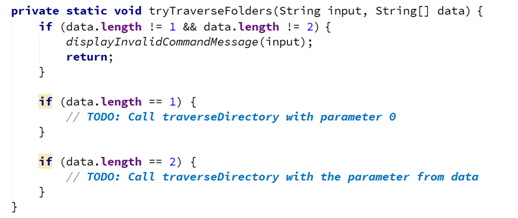 private static void tryTraverseFolders(String input, String[] data) {
    if (data.length != 1 && data.length != 2) {
        displayInvalidCommandMessage(input);
        return;
    }
    if (data.length == 1) {
        // TODO: Call traverseDirectory with parameter 0
    }
    if (data.length == 2) {
        // TODO: Call traverseDirectory with the parameter from data
    }
}